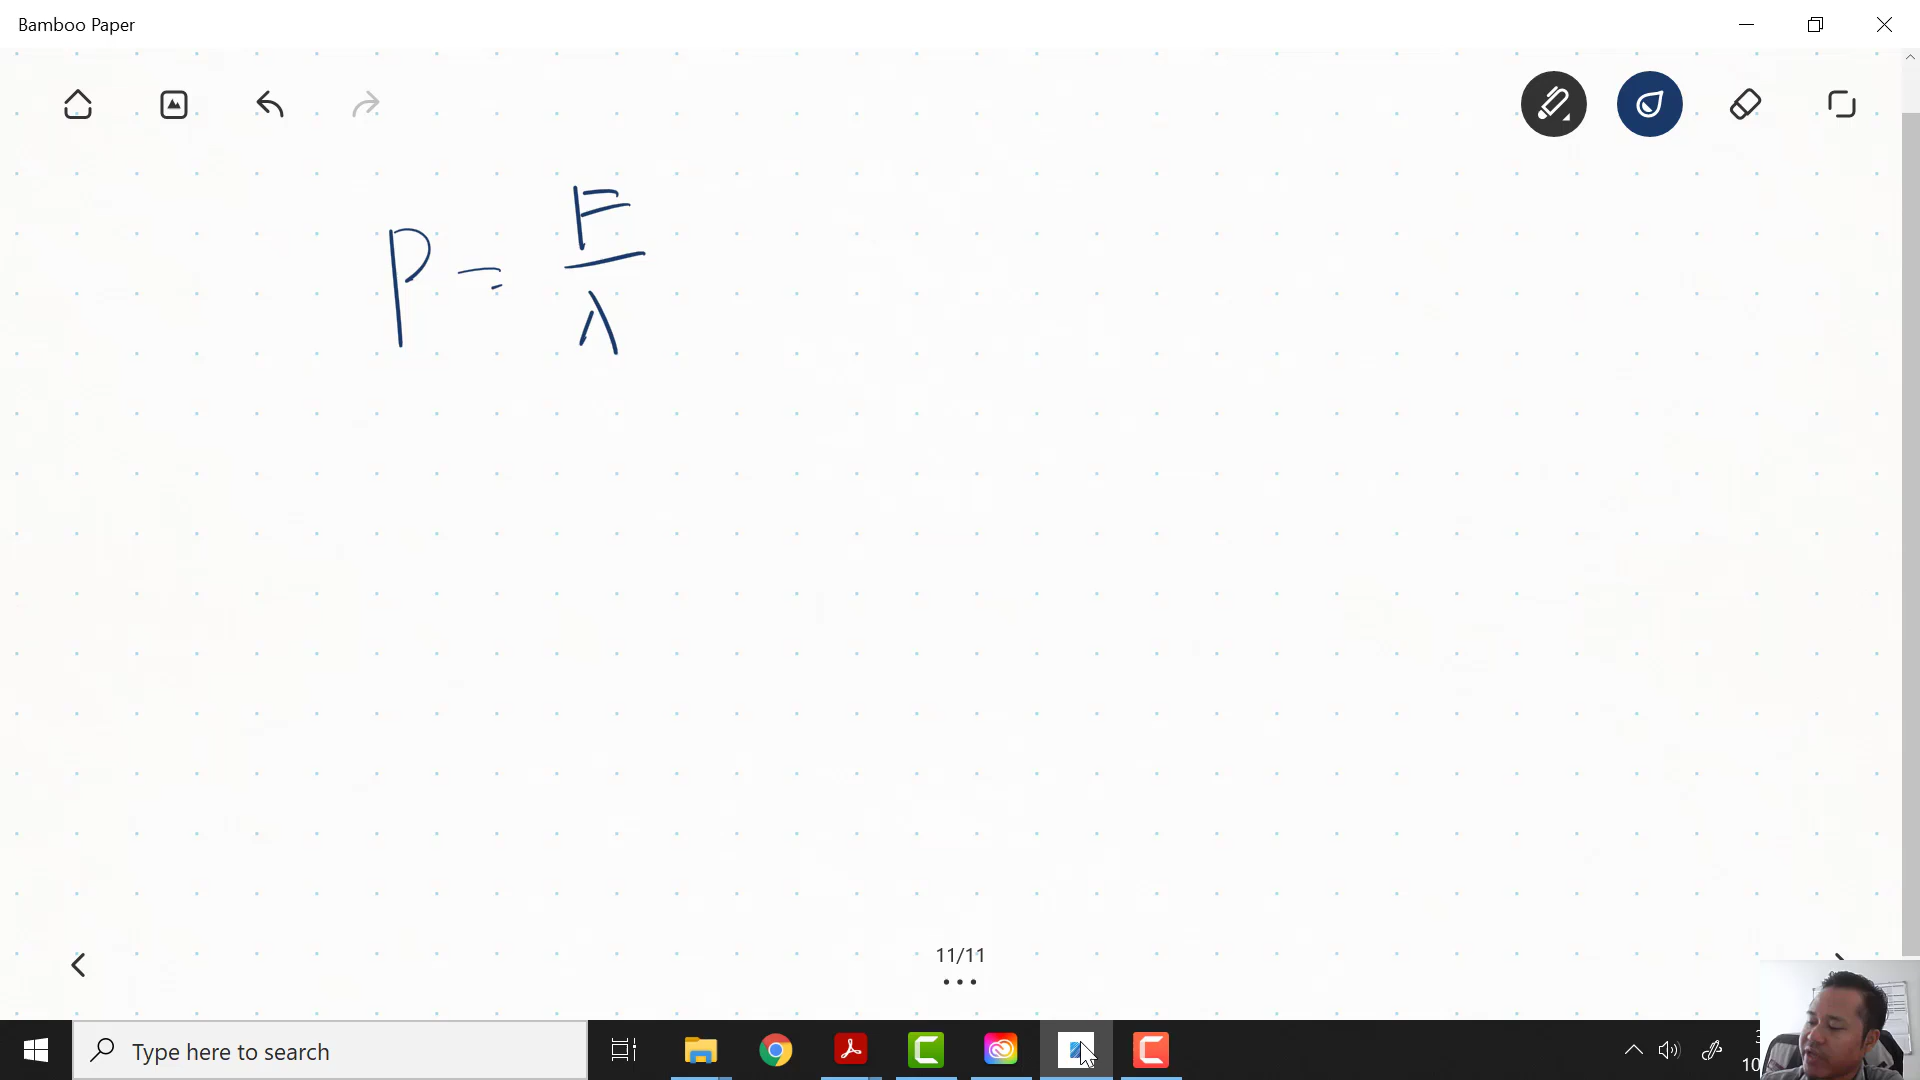 Bamboo Paper
P = F / λ
11/11
Type here to search